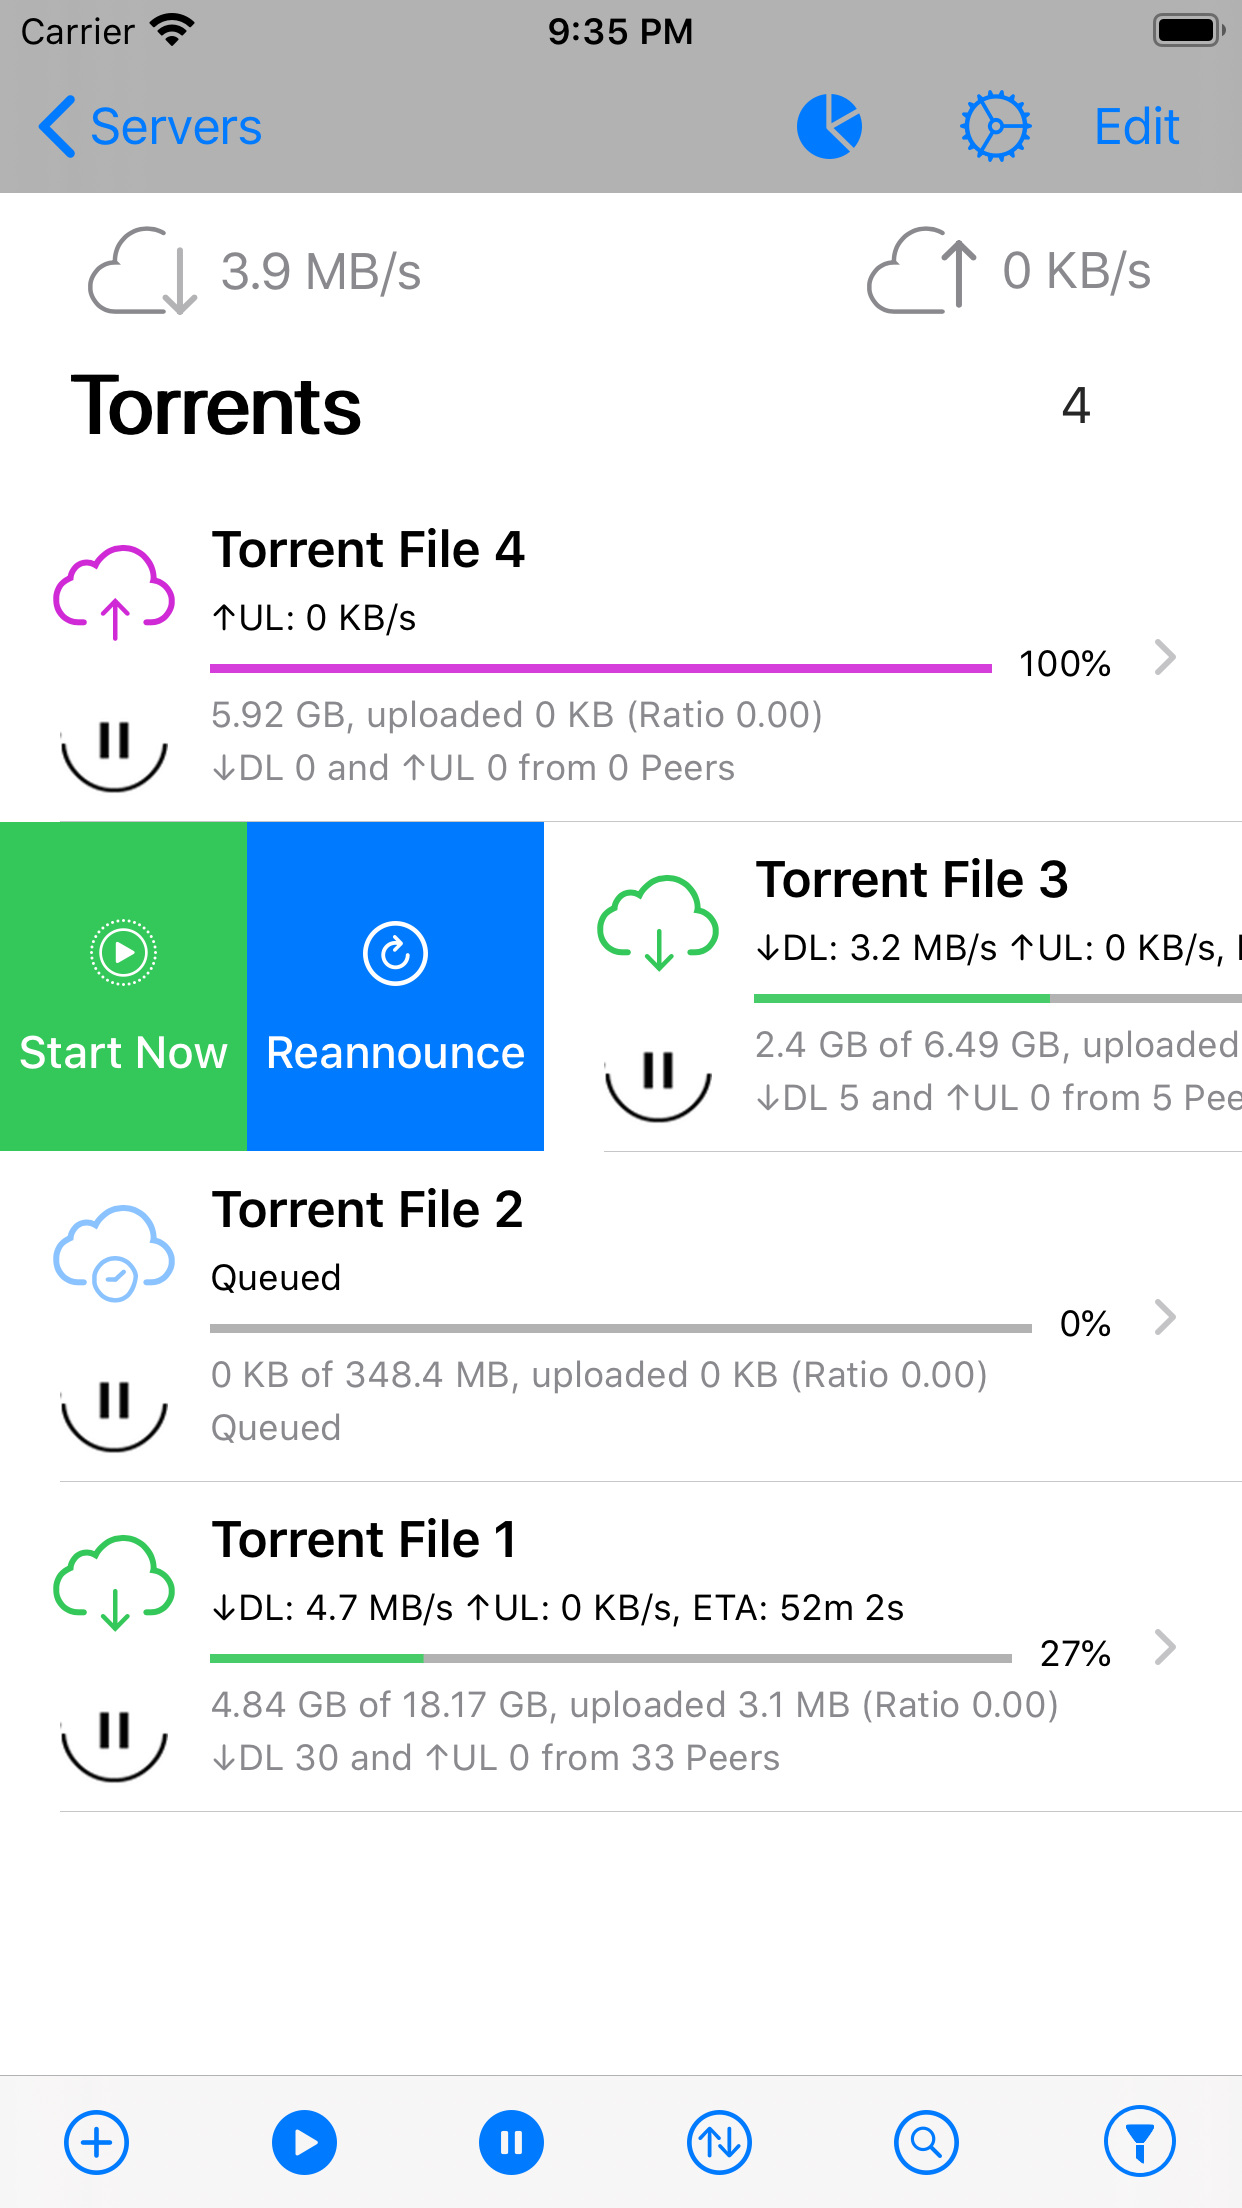 Carrier 9:35 PM
Servers Edit
3.9 MB/s 0 KB/s
Torrents 4
Torrent File 4
↑UL: 0 KB/s
100%
5.92 GB, uploaded 0 KB (Ratio 0.00)
↓DL 0 and ↑UL 0 from 0 Peers
Start Now
Reannounce
Torrent File 3
↓DL: 3.2 MB/s ↑UL: 0 KB/s,
2.4 GB of 6.49 GB, uploaded
↓DL 5 and ↑UL 0 from 5 Pee
Torrent File 2
Queued
0%
0 KB of 348.4 MB, uploaded 0 KB (Ratio 0.00)
Queued
Torrent File 1
↓DL: 4.7 MB/s ↑UL: 0 KB/s, ETA: 52m 2s
27%
4.84 GB of 18.17 GB, uploaded 3.1 MB (Ratio 0.00)
↓DL 30 and ↑UL 0 from 33 Peers